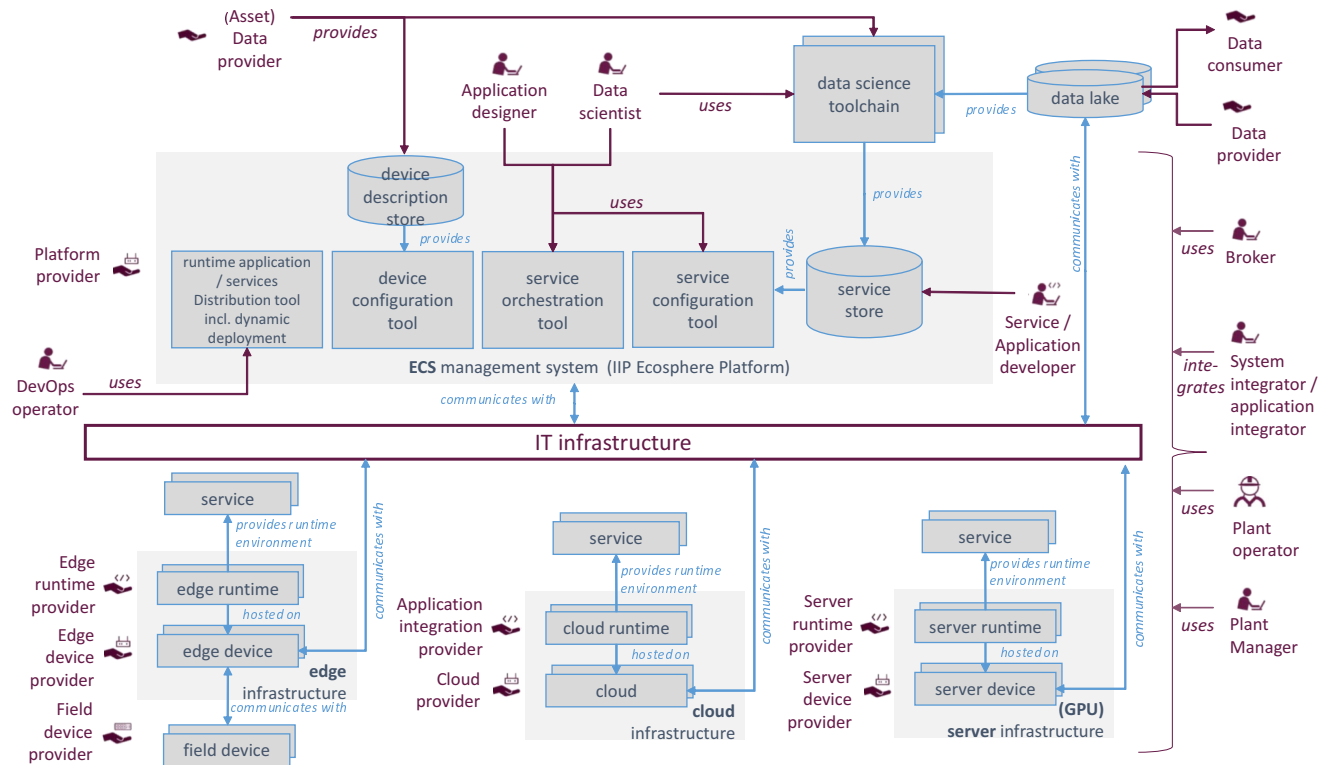 (Asset)
Data
provider
provides
Application
designer
Data
scientist
uses
data science
toolchain
provides
data lake
Data
consumer
Data
provider
device
description
store
provides
uses
provides
provides
communicates with
Platform
provider
runtime application
/ services
Distribution tool
incl. dynamic
deployment
device
configuration
tool
service
orchestration
tool
service
configuration
tool
service
store
Service /
Application
developer
ECS management system (IIP Ecosphere Platform)
DevOps
operator
uses
communicates with
uses
Broker
inte-
grates
System
integrator /
application
integrator
IT infrastructure
service
provides runtime
environment
communicates with
Edge
runtime
provider
edge runtime
hosted on
Edge
device
provider
edge device
edge
infrastructure
communicates with
Field
device
provider
field device
service
provides runtime
environment
communicates with
Application
integration
provider
cloud runtime
hosted on
Cloud
provider
cloud
cloud
infrastructure
service
provides runtime
environment
communicates with
Server
runtime
provider
server runtime
hosted on
Server
device
provider
server device
(GPU)
server infrastructure
uses
Plant
operator
uses
Plant
Manager